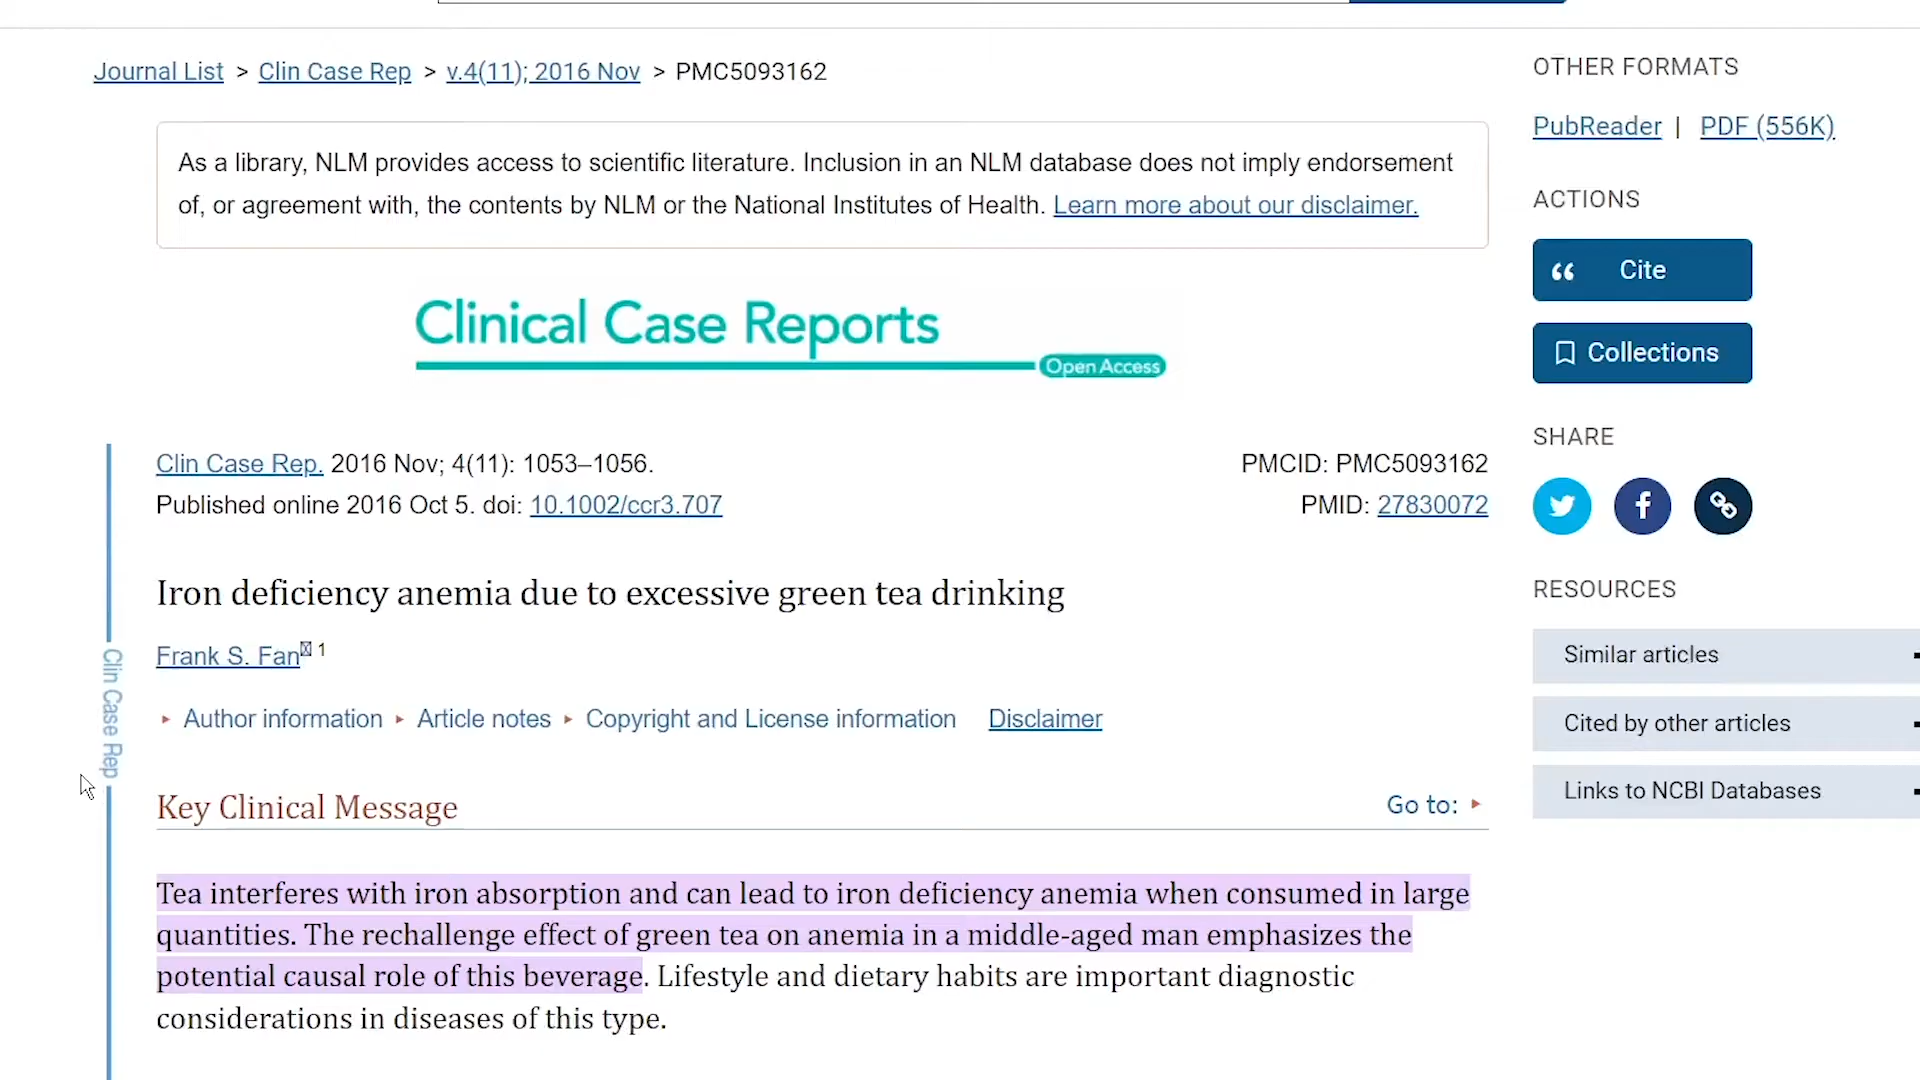 Journal List > Clin Case Rep > v.4(11); 2016 Nov > PMC5093162
As a library, NLM provides access to scientific literature. Inclusion in an NLM database does not imply endorsement
of, or agreement with, the contents by NLM or the National Institutes of Health. Learn more about our disclaimer.
Clinical Case Reports
Open Access
Clin Case Rep. 2016 Nov; 4(11): 1053–1056.
PMCID: PMC5093162
Published online 2016 Oct 5. doi: 10.1002/ccr3.707
PMID: 27830072
Iron deficiency anemia due to excessive green tea drinking
Frank S. Fan 1
Author information Article notes Copyright and License information Disclaimer
Clin Case Rep
Key Clinical Message
Go to:
Tea interferes with iron absorption and can lead to iron deficiency anemia when consumed in large
quantities. The rechallenge effect of green tea on anemia in a middle-aged man emphasizes the
potential causal role of this beverage. Lifestyle and dietary habits are important diagnostic
considerations in diseases of this type.
OTHER FORMATS
PubReader | PDF (556K)
ACTIONS
Cite
Collections
SHARE
RESOURCES
Similar articles
Cited by other articles
Links to NCBI Databases